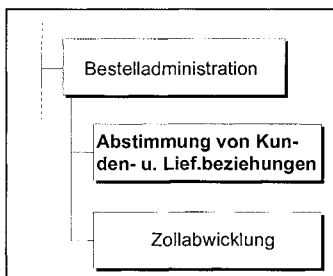 Bestelladministration
Abstimmung von Kun-
den- u. Lief.beziehungen
Zollabwicklung